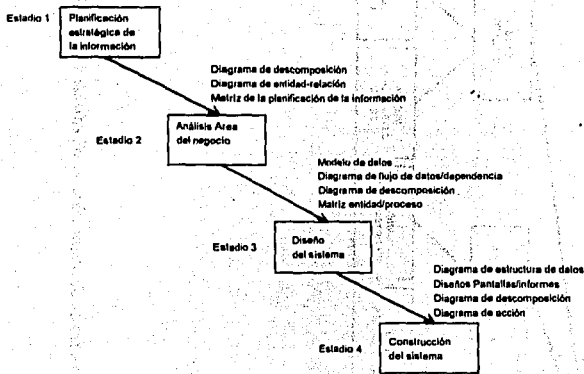 Estadio 1
Planificación
estratégica de
la información
Diagrama de descomposición
Diagrama de entidad-relación
Matriz de la planificación de la información
Estadio 2
Análisis Area
del negocio
Modelo de datos
Diagrama de flujo de datos/dependencia
Diagrama de descomposición
Matriz entidad/proceso
Estadio 3
Diseño
del sistema
Diagrama de estructura de datos
Diseños Pantallas/informes
Diagrama de descomposición
Diagrama de acción
Estadio 4
Construcción
del sistema